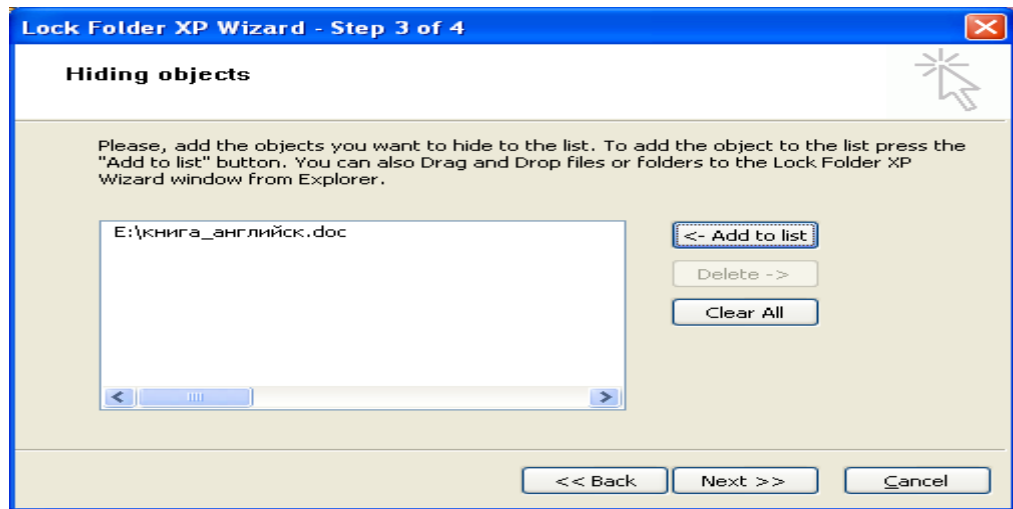 Lock Folder XP Wizard - Step 3 of 4
Hiding objects
Please, add the objects you want to hide to the list. To add the object to the list press the
"Add to list" button. You can also Drag and Drop files or folders to the Lock Folder XP
Wizard window from Explorer.
E:\книга_английск.doc
<- Add to list
Delete ->
Clear All
<< Back
Next >>
Cancel